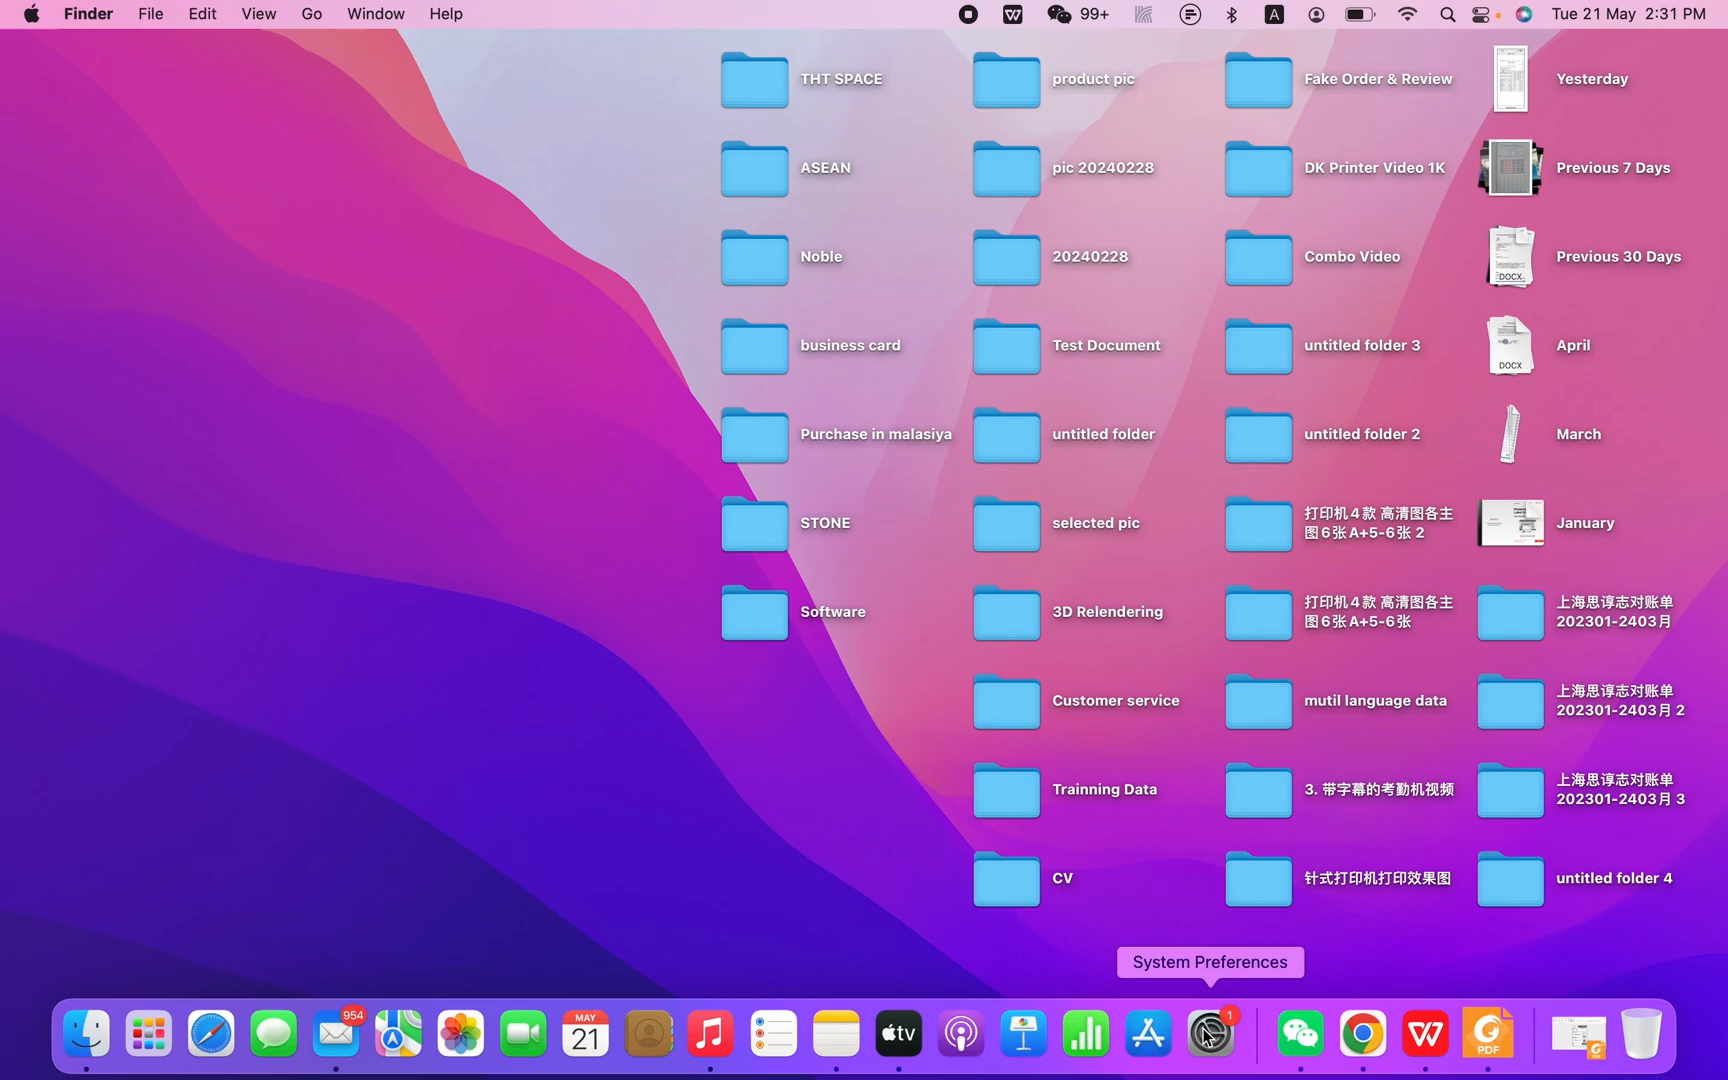 Finder File Edit View Go Window Help 99+ A Tue 21 May 2:31 PM
THT SPACE
product pic
Fake Order & Review
Yesterday
ASEAN
pic 20240228
DK Printer Video 1K
Previous 7 Days
Noble
20240228
Combo Video
DOCX
Previous 30 Days
business card
Test Document
untitled folder 3
DOCX
April
Purchase in malasiya
untitled folder
untitled folder 2
March
STONE
selected pic
打印机4款 高清图各主
图6张A+5-6张 2
January
Software
3D Relendering
打印机4款 高清图各主
图6张A+5-6张
上海思谆志对账单
202301-2403月
Customer service
mutil language data
上海思谆志对账单
202301-2403月 2
Trainning Data
3. 带字幕的考勤机视频
上海思谆志对账单
202301-2403月 3
CV
针式打印机打印效果图
untitled folder 4
System Preferences
954
MAY
21
tv
1
PDF